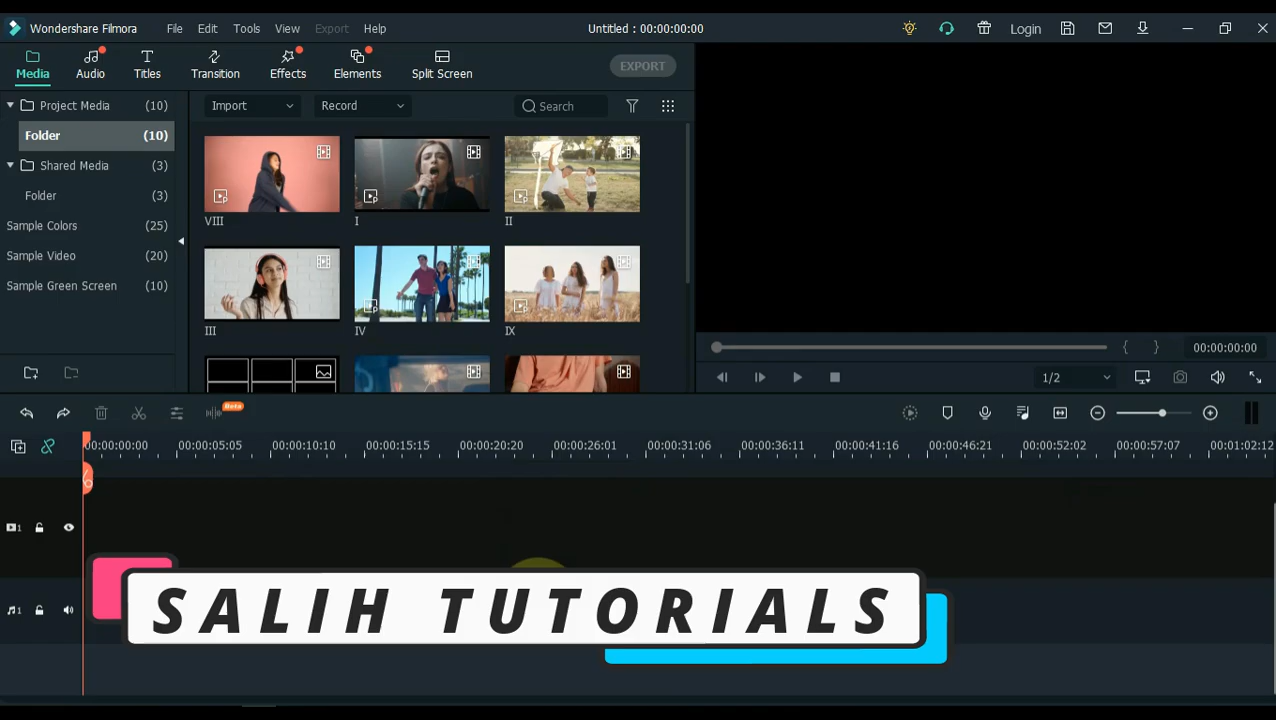 Wondershare Filmora File Edit Tools View Export Help Untitled : 00:00:00:00 Login
Media Audio Titles Transition Effects Elements Split Screen EXPORT
Project Media (10)
Folder (10)
Shared Media (3)
Folder (3)
Sample Colors (25)
Sample Video (20)
Sample Green Screen (10)
Import Record Search
VIII I II
III IV IX
1/2 00:00:00:00
Beta
00:00:00:00 00:00:05:05 00:00:10:10 00:00:15:15 00:00:20:20 00:00:26:01 00:00:31:06 00:00:36:11 00:00:41:16 00:00:46:21 00:00:52:02 00:00:57:07 00:01:02:12
1
1
SALIH TUTORIALS